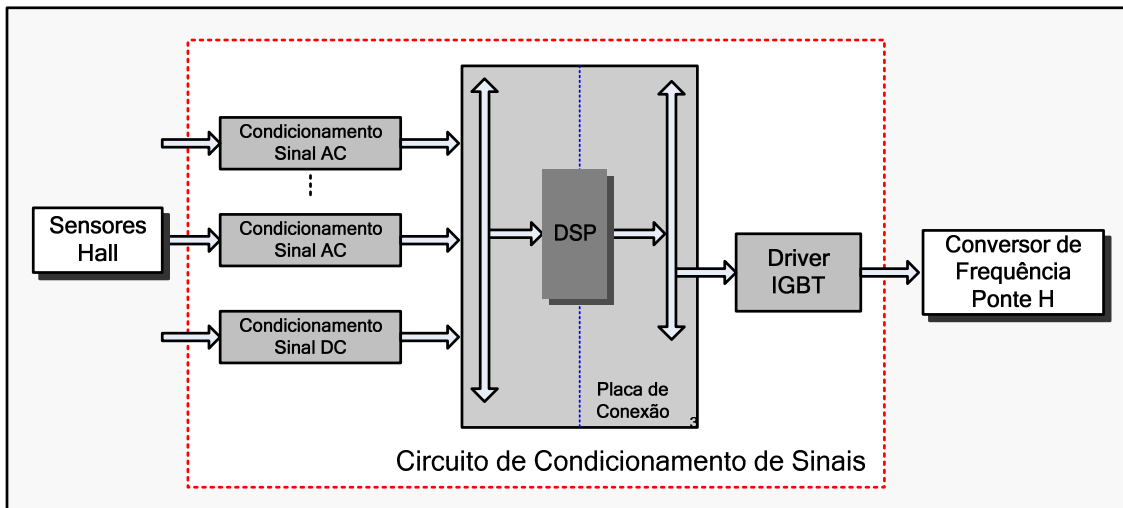 Condicionamento
Sinal AC
Sensores
Hall
Condicionamento
Sinal AC
Condicionamento
Sinal DC
DSP
Placa de
Conexão
3
Driver
IGBT
Conversor de
Frequência
Ponte H
Circuito de Condicionamento de Sinais